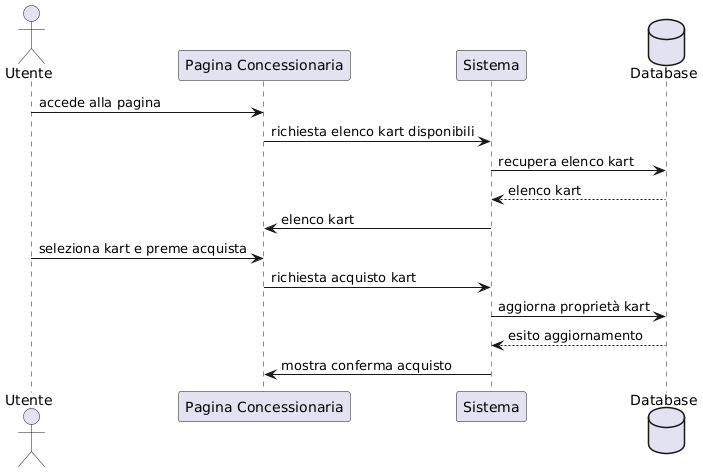 Utente
Pagina Concessionaria
Sistema
Database
accede alla pagina
richiesta elenco kart disponibili
recupera elenco kart
elenco kart
elenco kart
seleziona kart e preme acquista
richiesta acquisto kart
aggiorna proprietà kart
esito aggiornamento
mostra conferma acquisto
Utente
Pagina Concessionaria
Sistema
Database